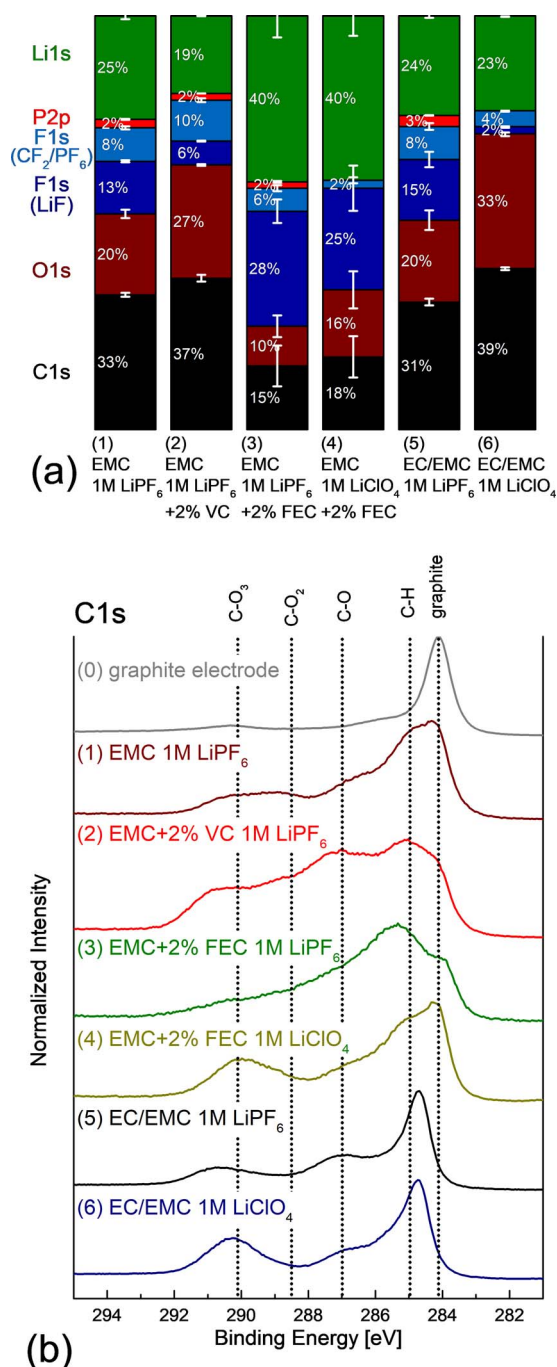 Li1s
P2p
F1s
(CF₂/PF₆)
F1s
(LiF)
O1s
C1s
25%
2%
8%
13%
20%
33%
19%
2%
10%
6%
27%
37%
40%
2%
6%
28%
10%
15%
40%
2%
25%
16%
18%
24%
3%
8%
15%
20%
31%
23%
4%
2%
33%
39%
(a)
(1)
EMC
1M LiPF₆
(2)
EMC
1M LiPF₆
+2% VC
(3)
EMC
1M LiPF₆
+2% FEC
(4)
EMC
1M LiClO₄
+2% FEC
(5)
EC/EMC
1M LiPF₆
(6)
EC/EMC
1M LiClO₄
C1s
C-O₃
C-O₂
C-O
C-H
graphite
(0) graphite electrode
(1) EMC 1M LiPF₆
(2) EMC+2% VC 1M LiPF₆
(3) EMC+2% FEC 1M LiPF₆
(4) EMC+2% FEC 1M LiClO₄
(5) EC/EMC 1M LiPF₆
(6) EC/EMC 1M LiClO₄
Normalized Intensity
294 292 290 288 286 284 282
Binding Energy [eV]
(b)